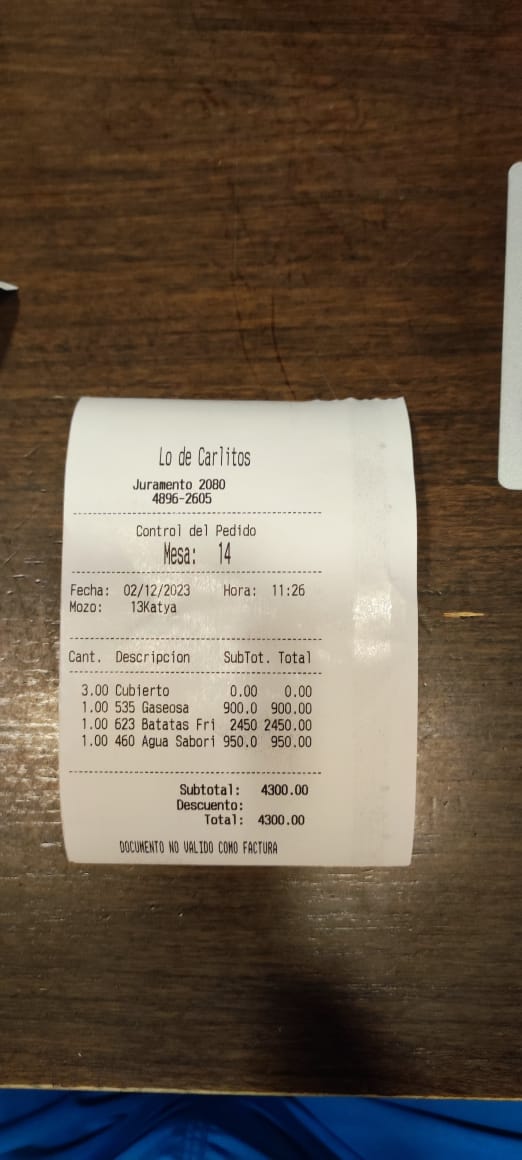 Lo de Carlitos
Juramento 2080
4896-2605
Control del Pedido
Mesa: 14
Fecha: 02/12/2023 Hora: 11:26
Mozo: 13Katya
Cant. Descripcion SubTot. Total
3.00 Cubierto 0.00 0.00
1.00 535 Gaseosa 900.0 900.00
1.00 623 Batatas Fri 2450 2450.00
1.00 460 Agua Sabori 950.0 950.00
Subtotal: 4300.00
Descuento:
Total: 4300.00
DOCUMENTO NO VALIDO COMO FACTURA